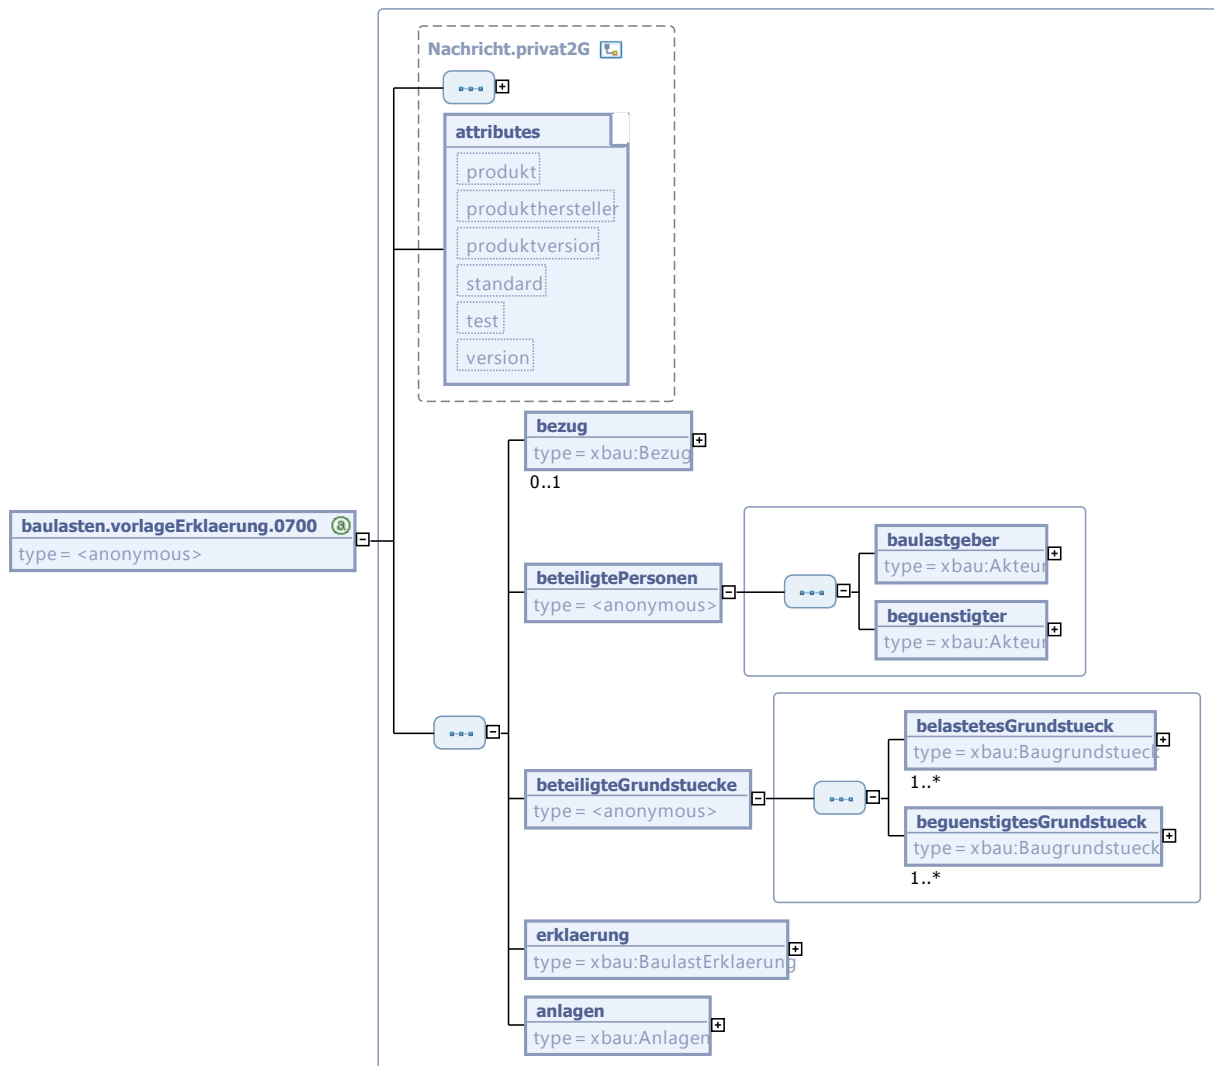 Nachricht.privat2G
attributes
produkt
produkthersteller
produktversion
standard
test
version
bezug
type = xbau:Bezug
0..1
baulasten.vorlageErklaerung.0700 a
type = <anonymous>
beteiligtePersonen
type = <anonymous>
baulastgeber
type = xbau:Akteur
beguenstigter
type = xbau:Akteur
beteiligteGrundstuecke
type = <anonymous>
belastetesGrundstueck
type = xbau:Baugrundstueck
1..*
beguenstigtesGrundstueck
type = xbau:Baugrundstueck
1..*
erklaerung
type = xbau:BaulastErklaerung
anlagen
type = xbau:Anlagen